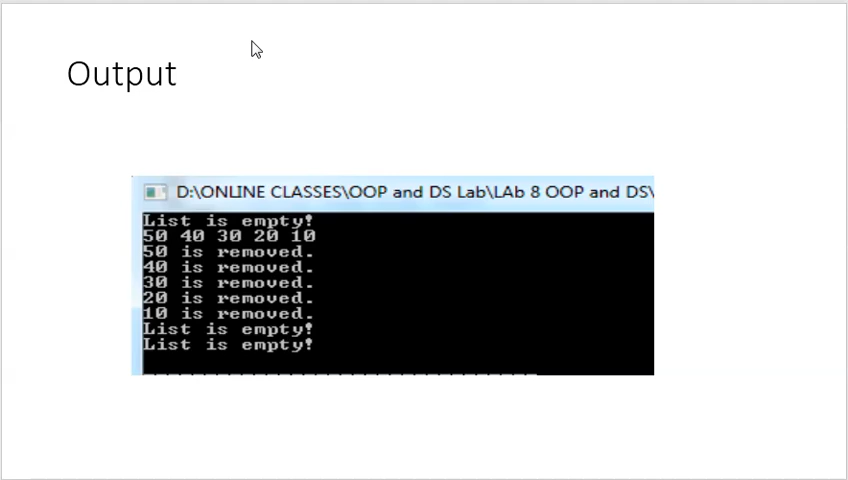 Output
D:\ONLINE CLASSES\OOP and DS Lab\LAb 8 OOP and DS\
List is empty!
50 40 30 20 10
50 is removed.
40 is removed.
30 is removed.
20 is removed.
10 is removed.
List is empty!
List is empty!